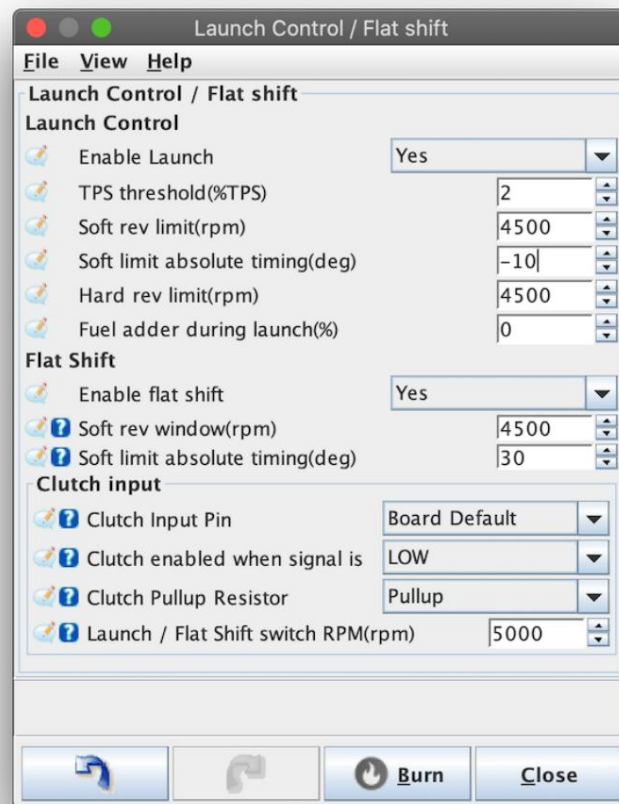 Launch Control / Flat shift
File View Help
Launch Control / Flat shift
Launch Control
Enable Launch Yes
TPS threshold(%TPS) 2
Soft rev limit(rpm) 4500
Soft limit absolute timing(deg) -10
Hard rev limit(rpm) 4500
Fuel adder during launch(%) 0
Flat Shift
Enable flat shift Yes
Soft rev window(rpm) 4500
Soft limit absolute timing(deg) 30
Clutch input
Clutch Input Pin Board Default
Clutch enabled when signal is LOW
Clutch Pullup Resistor Pullup
Launch / Flat Shift switch RPM(rpm) 5000
Burn Close